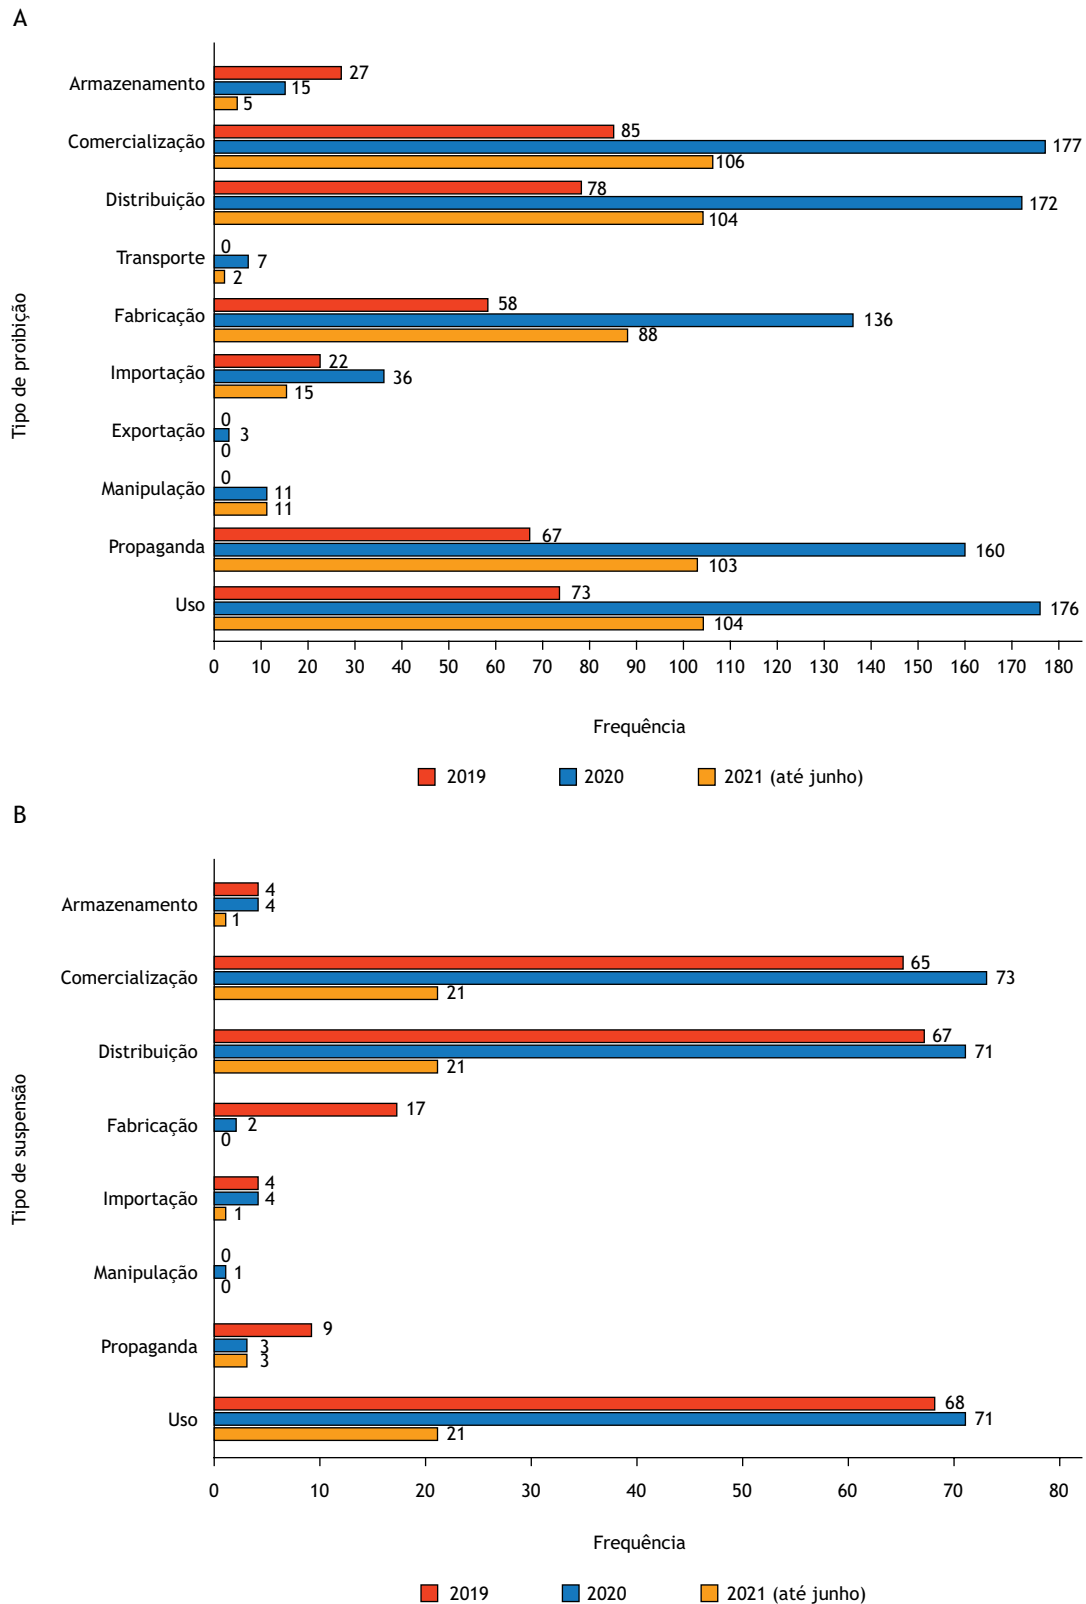 A
Armazenamento
27
15
5
Comercialização
85
177
106
Distribuição
78
172
104
Transporte
0
7
2
Fabricação
58
136
88
Importação
22
36
15
Exportação
0
3
0
Manipulação
0
11
11
Propaganda
67
160
103
Uso
73
176
104
Tipo de proibição
0 10 20 30 40 50 60 70 80 90 100 110 120 130 140 150 160 170 180
Frequência
2019 2020 2021 (até junho)
B
Armazenamento
4
4
1
Comercialização
65
73
21
Distribuição
67
71
21
Fabricação
17
2
0
Importação
4
4
1
Manipulação
0
1
0
Propaganda
9
3
3
Uso
68
71
21
Tipo de suspensão
0 10 20 30 40 50 60 70 80
Frequência
2019 2020 2021 (até junho)